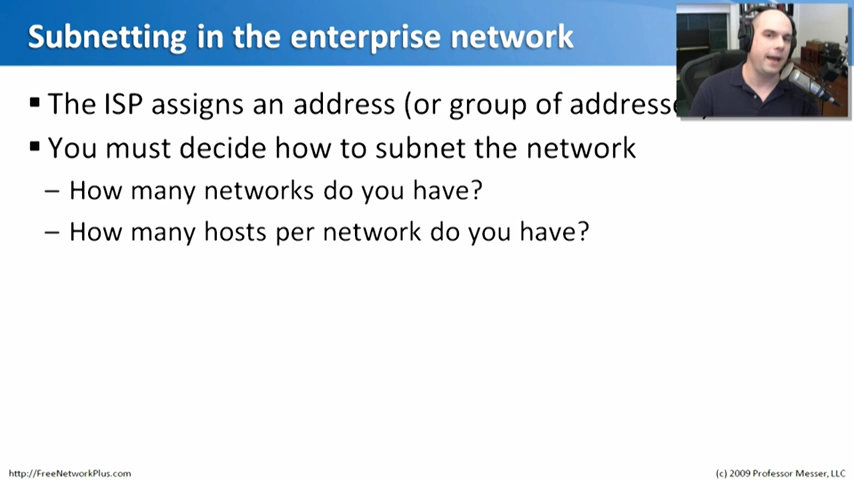 Subnetting in the enterprise network
▪ The ISP assigns an address (or group of addresse
▪ You must decide how to subnet the network
– How many networks do you have?
– How many hosts per network do you have?
http://FreeNetworkPlus.com
(c) 2009 Professor Messer, LLC